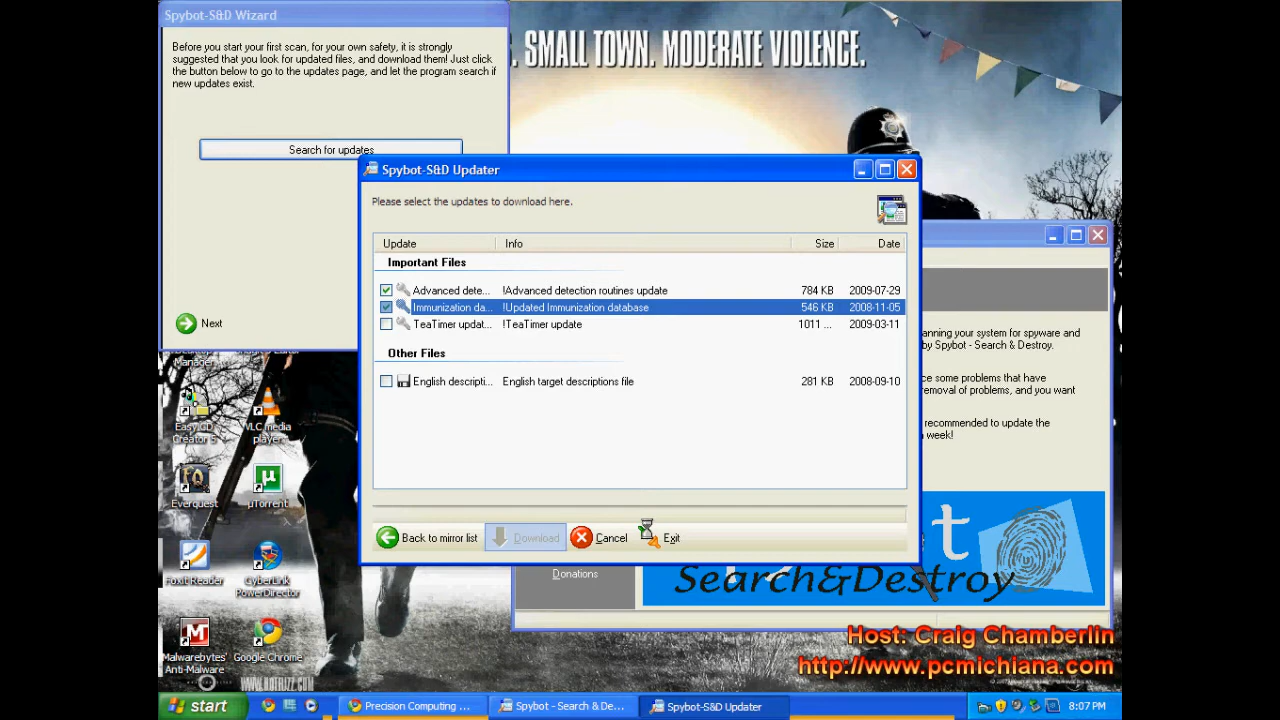 Spybot-S&D Wizard
Before you start your first scan, for your own safety, it is strongly
suggested that you look for updated files, and download them! Just click
the button below to go to the updates page, and let the program search if
new updates exist.
Search for updates
Next
. SMALL TOWN. MODERATE VIOLENCE.
Spybot-S&D Updater
Please select the updates to download here.
Update Info Size Date
Important Files
Advanced dete... !Advanced detection routines update 784 KB 2009-07-29
Immunization da... !Updated Immunization database 546 KB 2008-11-05
TeaTimer updat... !TeaTimer update 1011 ... 2009-03-11
Other Files
English descripti... English target descriptions file 281 KB 2008-09-10
Back to mirror list Download Cancel Exit
anning your system for spyware and
by Spybot - Search & Destroy.
ce some problems that have
emoval of problems, and you want
recommended to update the
week!
Donations
t
Search&Destroy
Manager
Easy CD
Creator 5
VLC media
player
Everquest
µTorrent
Foxit Reader
CyberLink
PowerDirector
Malwarebytes'
Anti-Malware
Google Chrome
Host: Craig Chamberlin
http://www.pcmichiana.com
start
Precision Computing ...
Spybot - Search & De...
Spybot-S&D Updater
8:07 PM